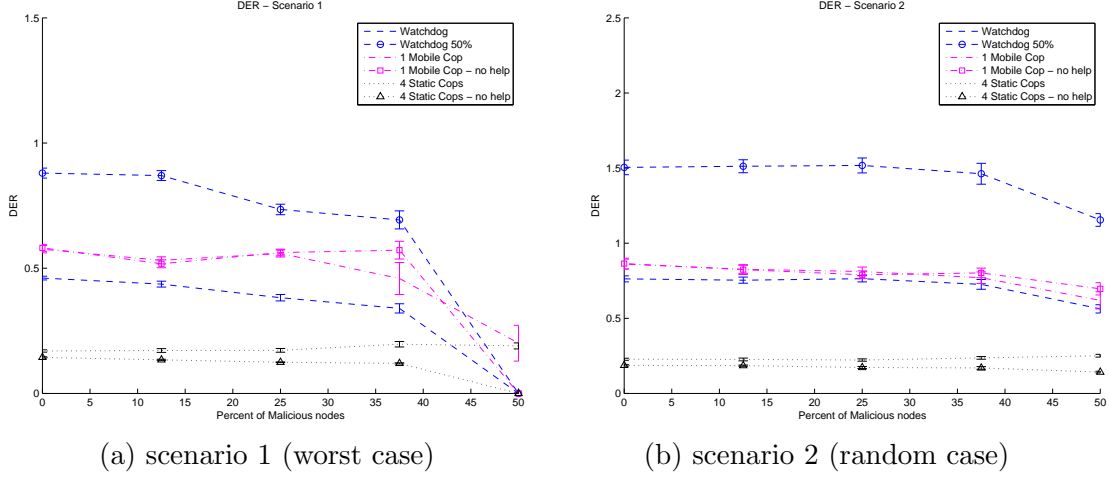 DER − Scenario 1
1.5
1
0.5
0
DER
Watchdog
Watchdog 50%
1 Mobile Cop
1 Mobile Cop − no help
4 Static Cops
4 Static Cops − no help
0 5 10 15 20 25 30 35 40 45 50
Percent of Malicious nodes
(a) scenario 1 (worst case)
DER − Scenario 2
2.5
2
1.5
1
0.5
0
DER
Watchdog
Watchdog 50%
1 Mobile Cop
1 Mobile Cop − no help
4 Static Cops
4 Static Cops − no help
0 5 10 15 20 25 30 35 40 45 50
Percent of Malicious nodes
(b) scenario 2 (random case)